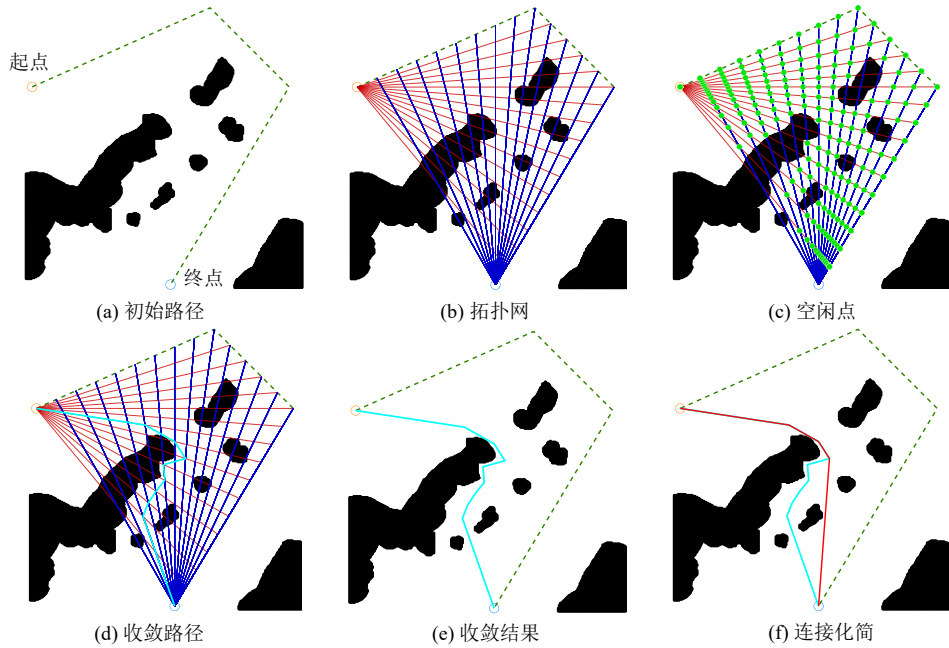 起点
终点
(a) 初始路径
(b) 拓扑网
(c) 空闲点
(d) 收敛路径
(e) 收敛结果
(f) 连接化简